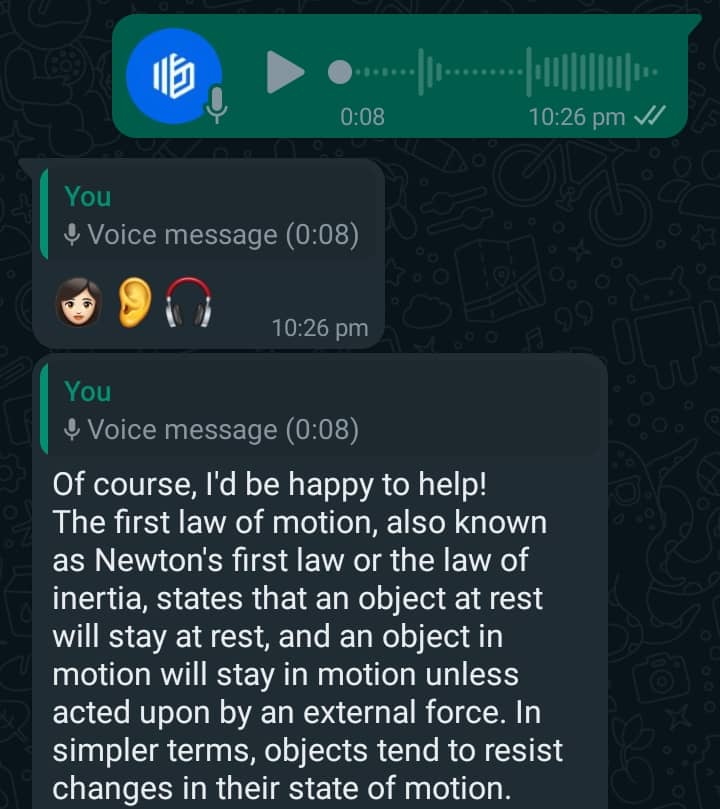 0:08
10:26 pm
You
Voice message (0:08)
10:26 pm
You
Voice message (0:08)
Of course, I'd be happy to help!
The first law of motion, also known
as Newton's first law or the law of
inertia, states that an object at rest
will stay at rest, and an object in
motion will stay in motion unless
acted upon by an external force. In
simpler terms, objects tend to resist
changes in their state of motion.